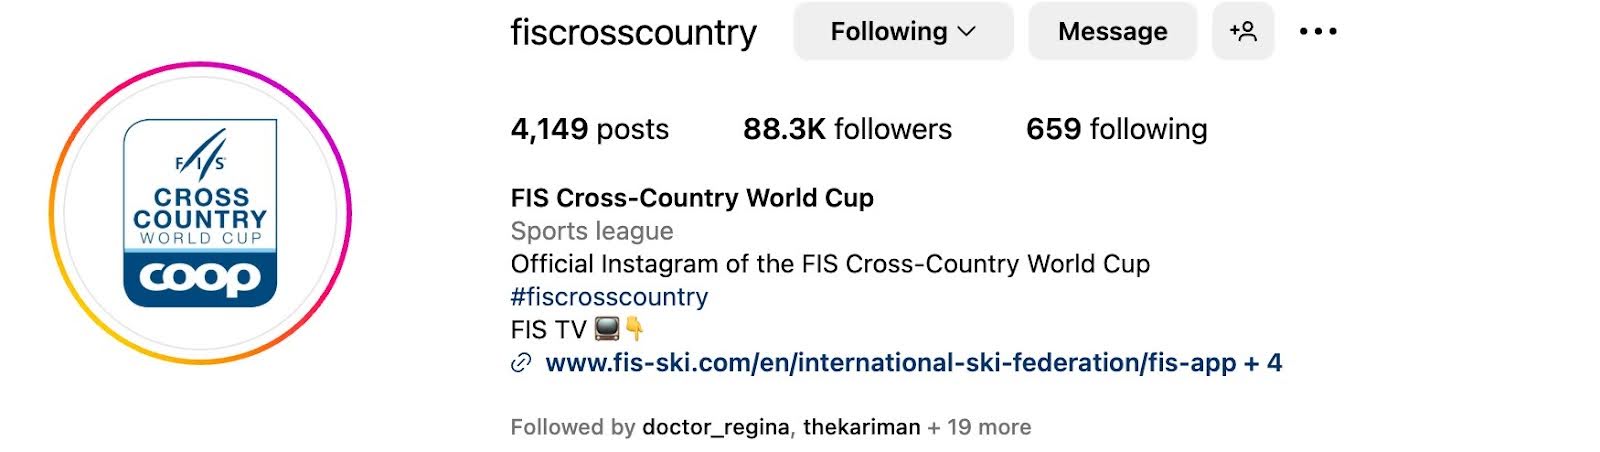 fiscrosscountry Following Message
4,149 posts 88.3K followers 659 following
FIS
CROSS
COUNTRY
WORLD CUP
coop
FIS Cross-Country World Cup
Sports league
Official Instagram of the FIS Cross-Country World Cup
#fiscrosscountry
FIS TV 📺👇
www.fis-ski.com/en/international-ski-federation/fis-app + 4
Followed by doctor_regina, thekariman + 19 more